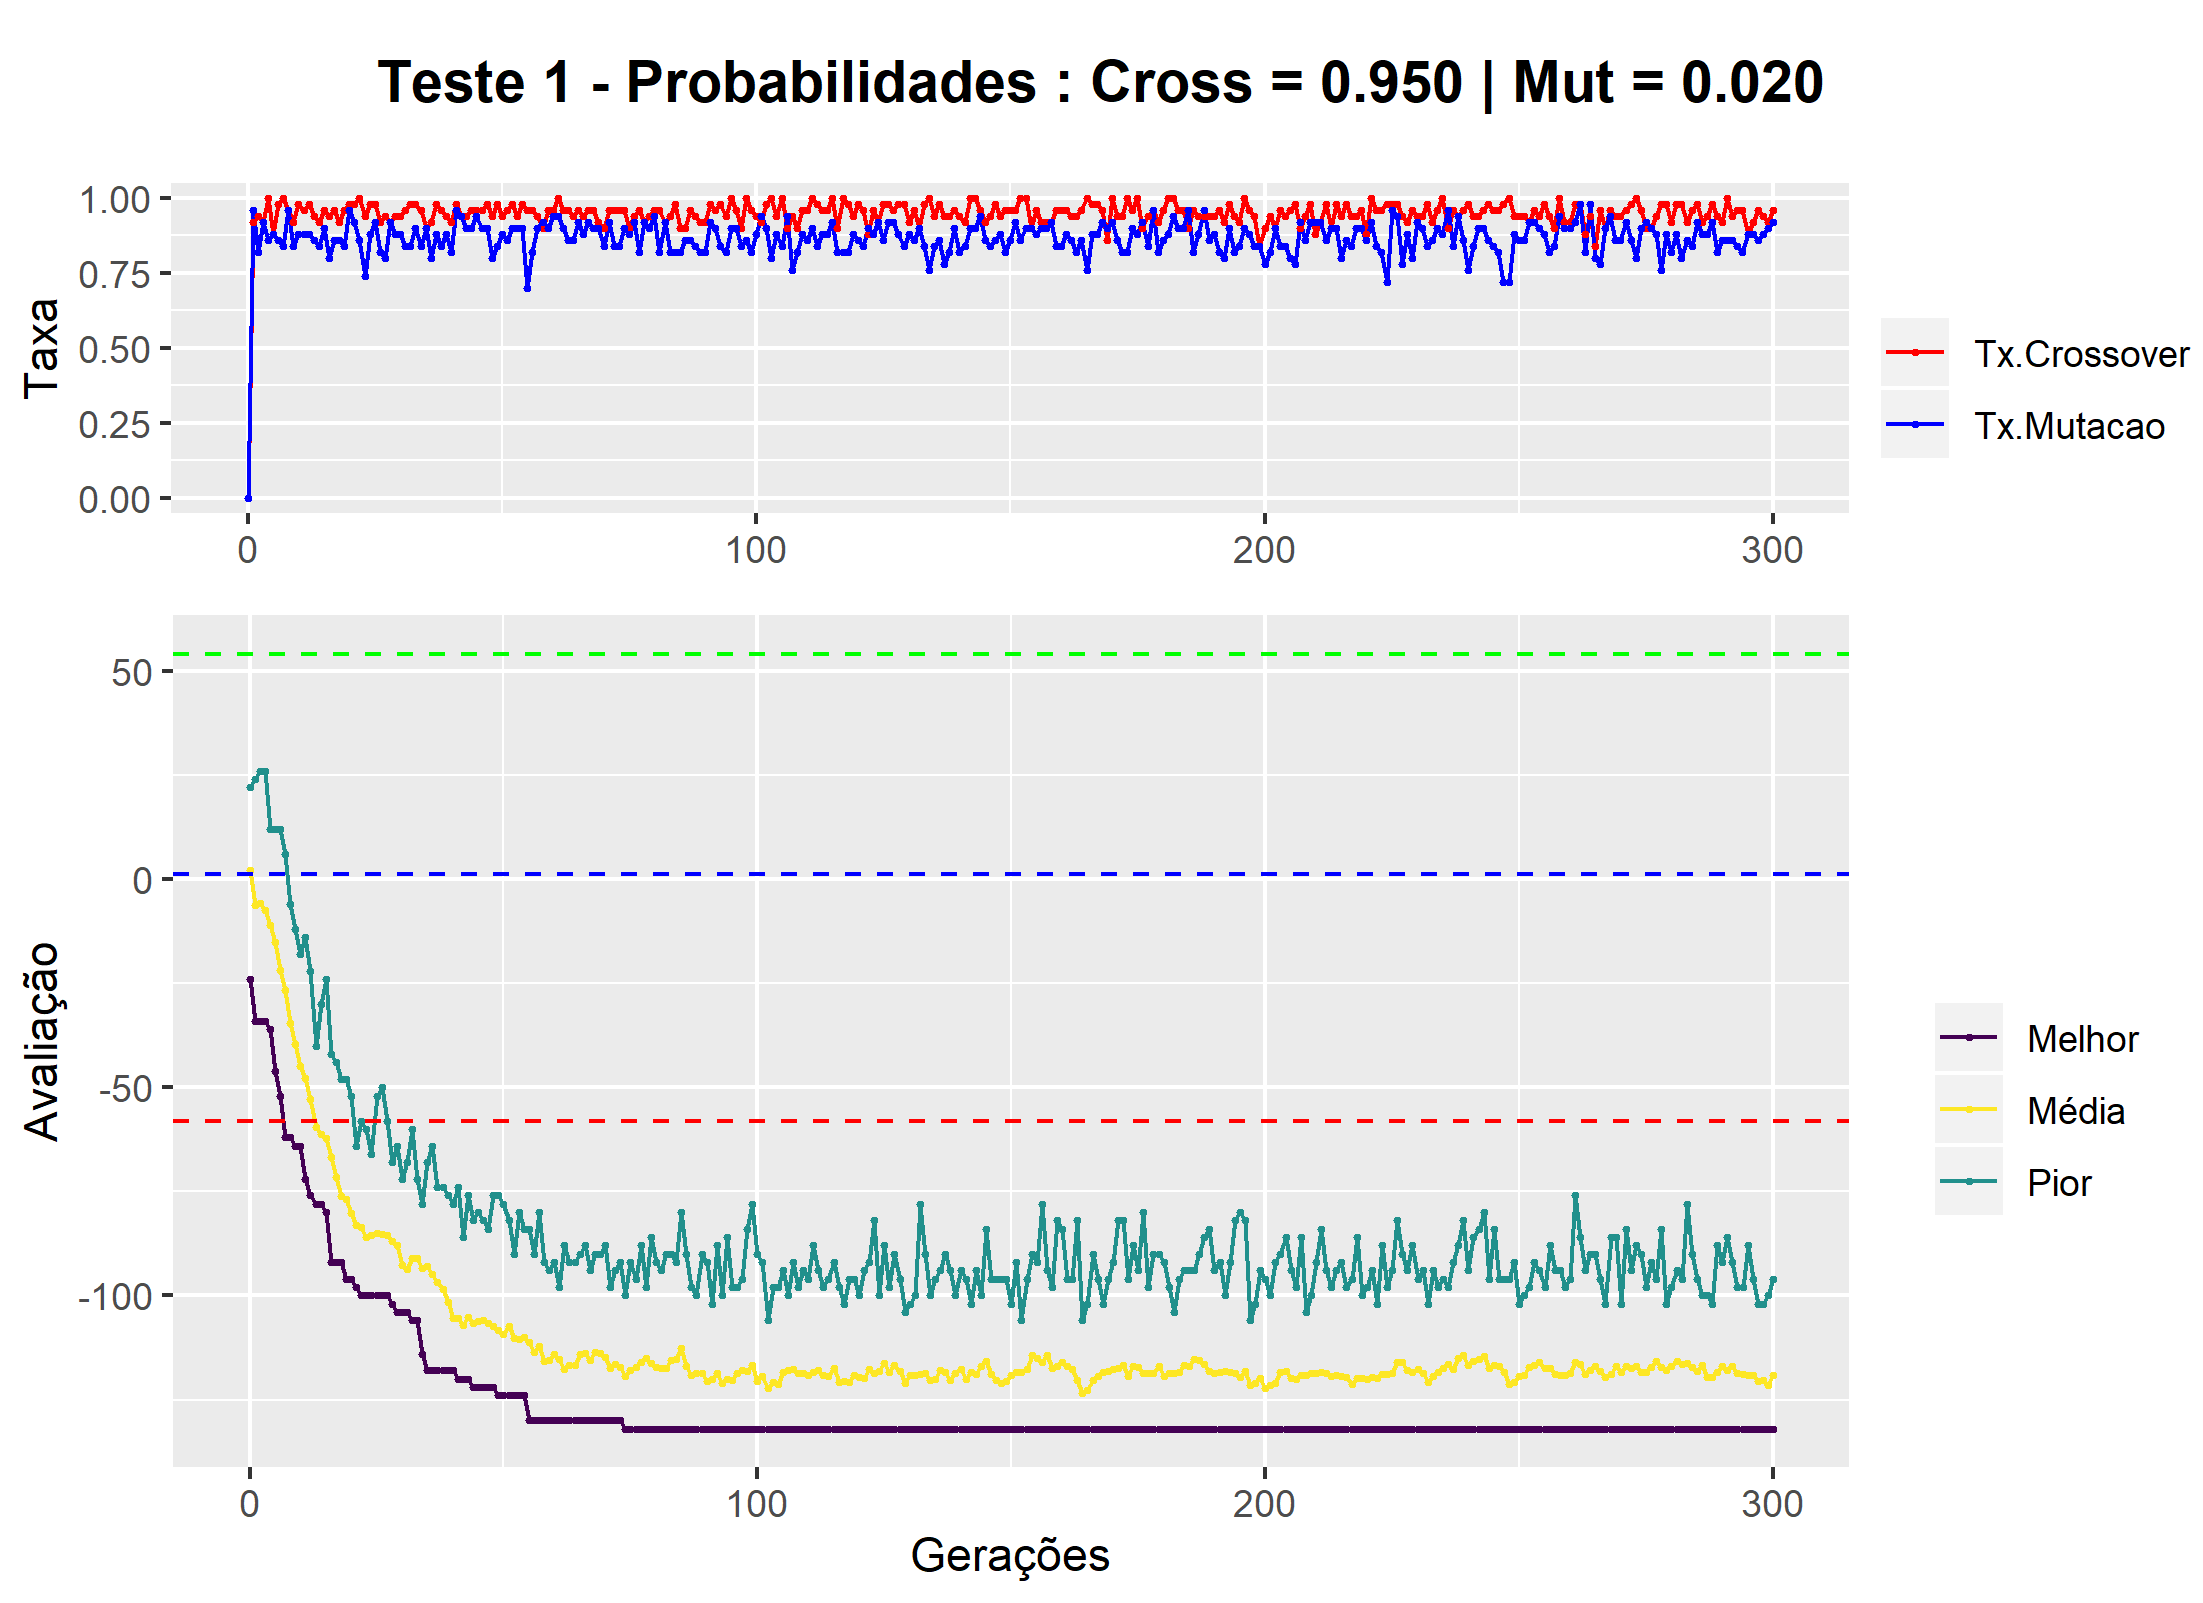 Teste 1 - Probabilidades : Cross = 0.950 | Mut = 0.020
Taxa
1.00
0.75
0.50
0.25
0.00
0 100 200 300
Tx.Crossover
Tx.Mutacao
Avaliação
50
0
-50
-100
0 100 200 300
Gerações
Melhor
Média
Pior